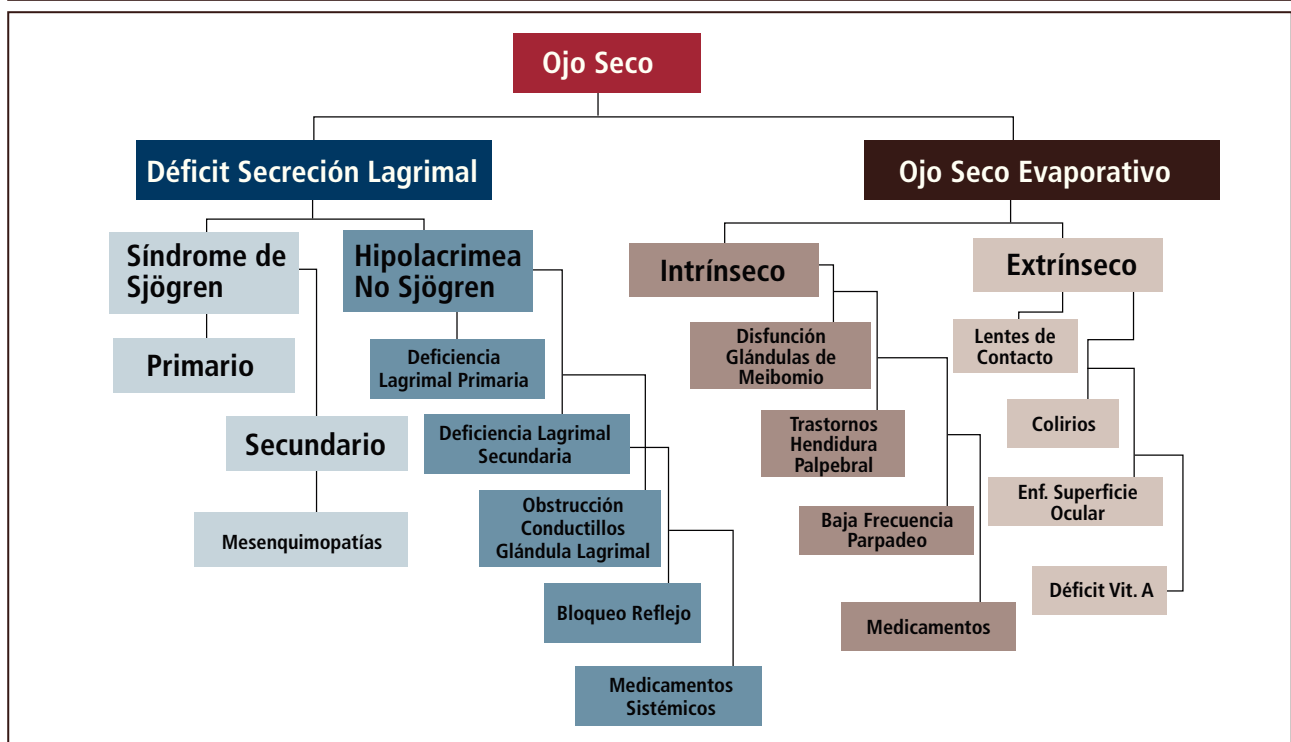 Ojo Seco
Déficit Secreción Lagrimal
Síndrome de
Sjögren
Primario
Secundario
Mesenquimopatías
Hipolacrimea
No Sjögren
Deficiencia
Lagrimal Primaria
Deficiencia Lagrimal
Secundaria
Obstrucción
Conductillos
Glándula Lagrimal
Bloqueo Reflejo
Medicamentos
Sistémicos
Ojo Seco Evaporativo
Intrínseco
Disfunción
Glándulas de
Meibomio
Trastornos
Hendidura
Palpebral
Baja Frecuencia
Parpadeo
Medicamentos
Extrínseco
Lentes de
Contacto
Colirios
Enf. Superficie
Ocular
Déficit Vit. A